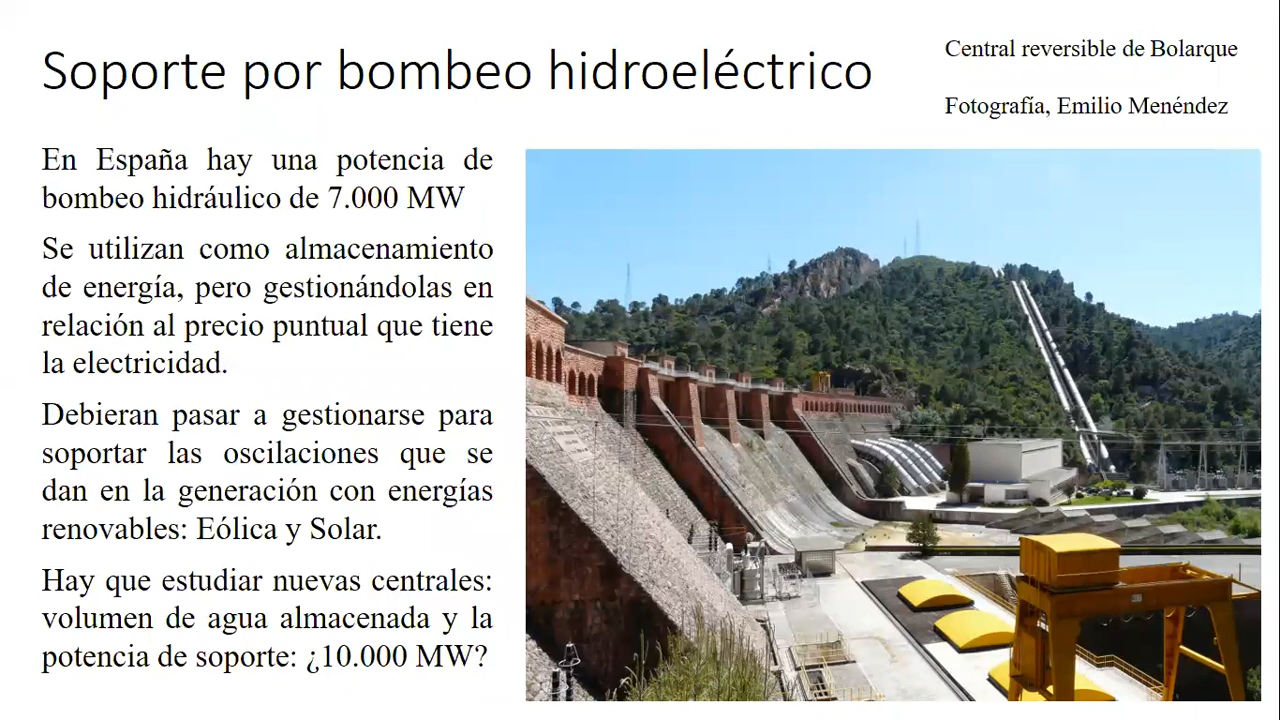 Soporte por bombeo hidroeléctrico
Central reversible de Bolarque
Fotografía, Emilio Menéndez
En España hay una potencia de
bombeo hidráulico de 7.000 MW
Se utilizan como almacenamiento
de energía, pero gestionándolas en
relación al precio puntual que tiene
la electricidad.
Debieran pasar a gestionarse para
soportar las oscilaciones que se
dan en la generación con energías
renovables: Eólica y Solar.
Hay que estudiar nuevas centrales:
volumen de agua almacenada y la
potencia de soporte: ¿10.000 MW?